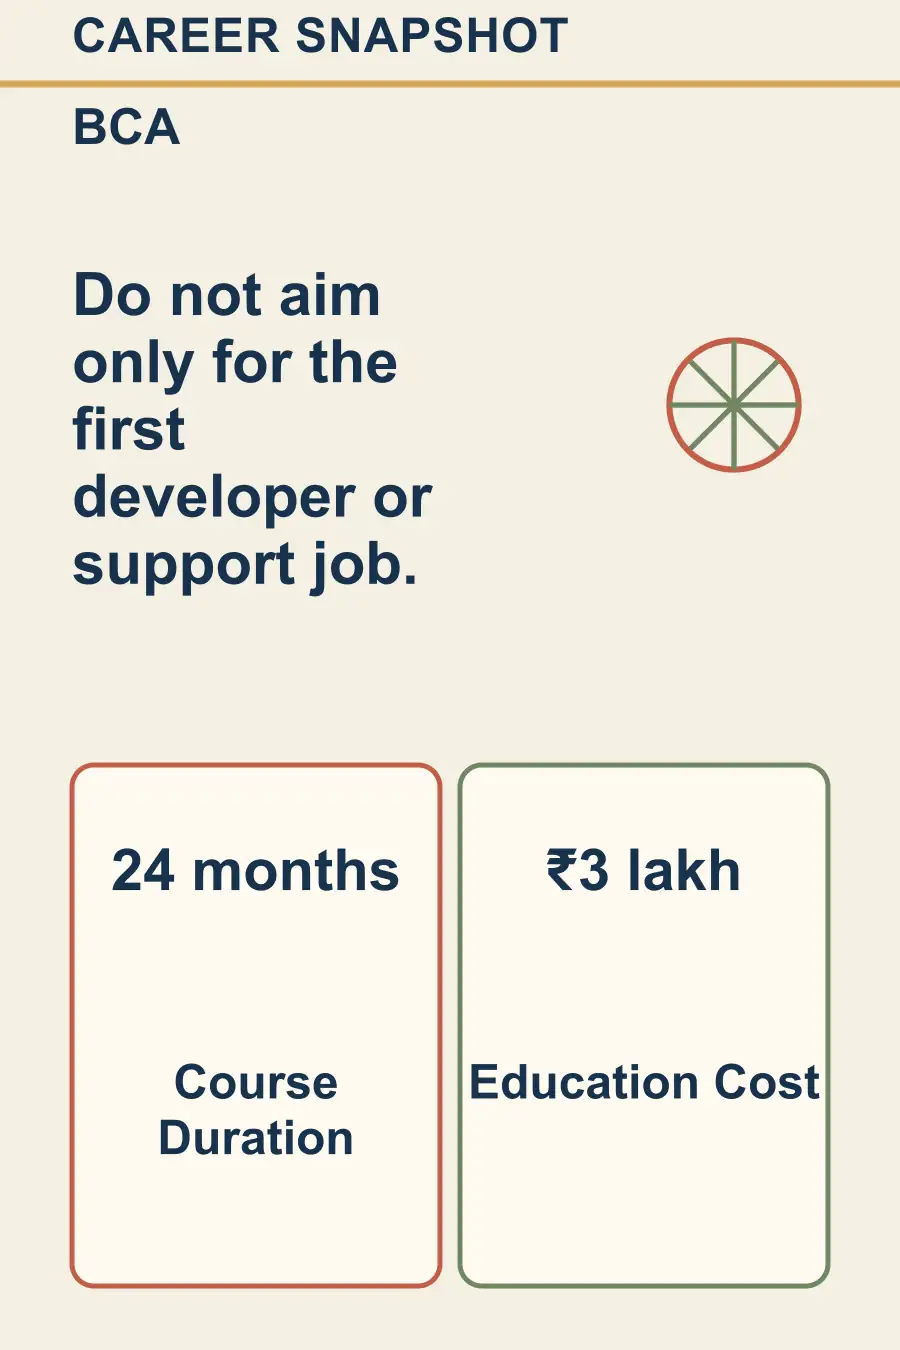 CAREER SNAPSHOT
BCA
Do not aim
only for the
first
developer or
support job.
24 months
Course
Duration
₹3 lakh
Education Cost